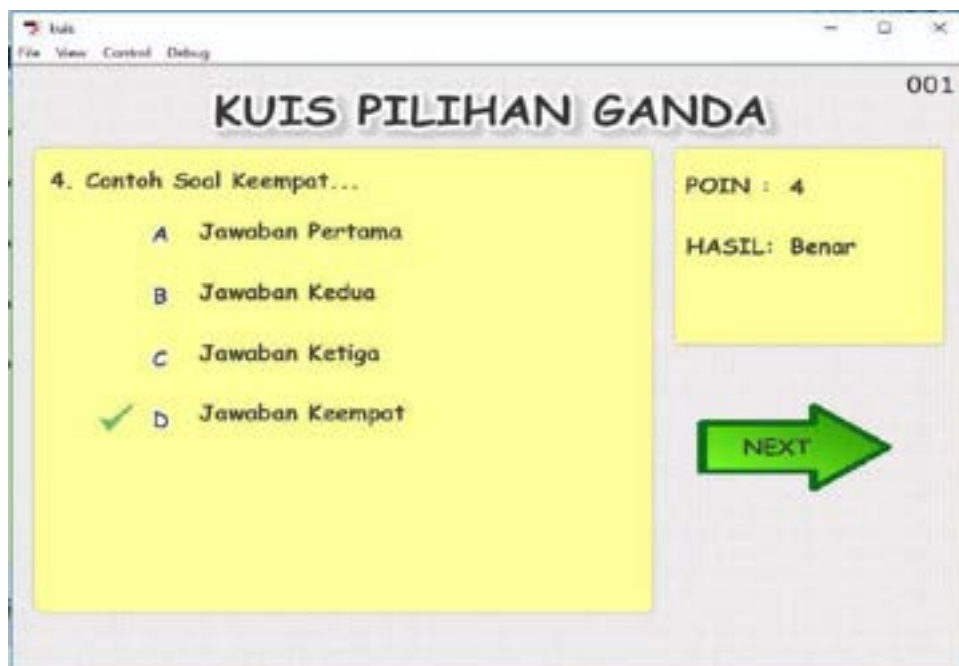 kuis
File View Control Debug
001
KUIS PILIHAN GANDA
4. Contoh Soal Keempat...
A Jawaban Pertama
B Jawaban Kedua
C Jawaban Ketiga
D Jawaban Keempat
POIN : 4
HASIL: Benar
NEXT